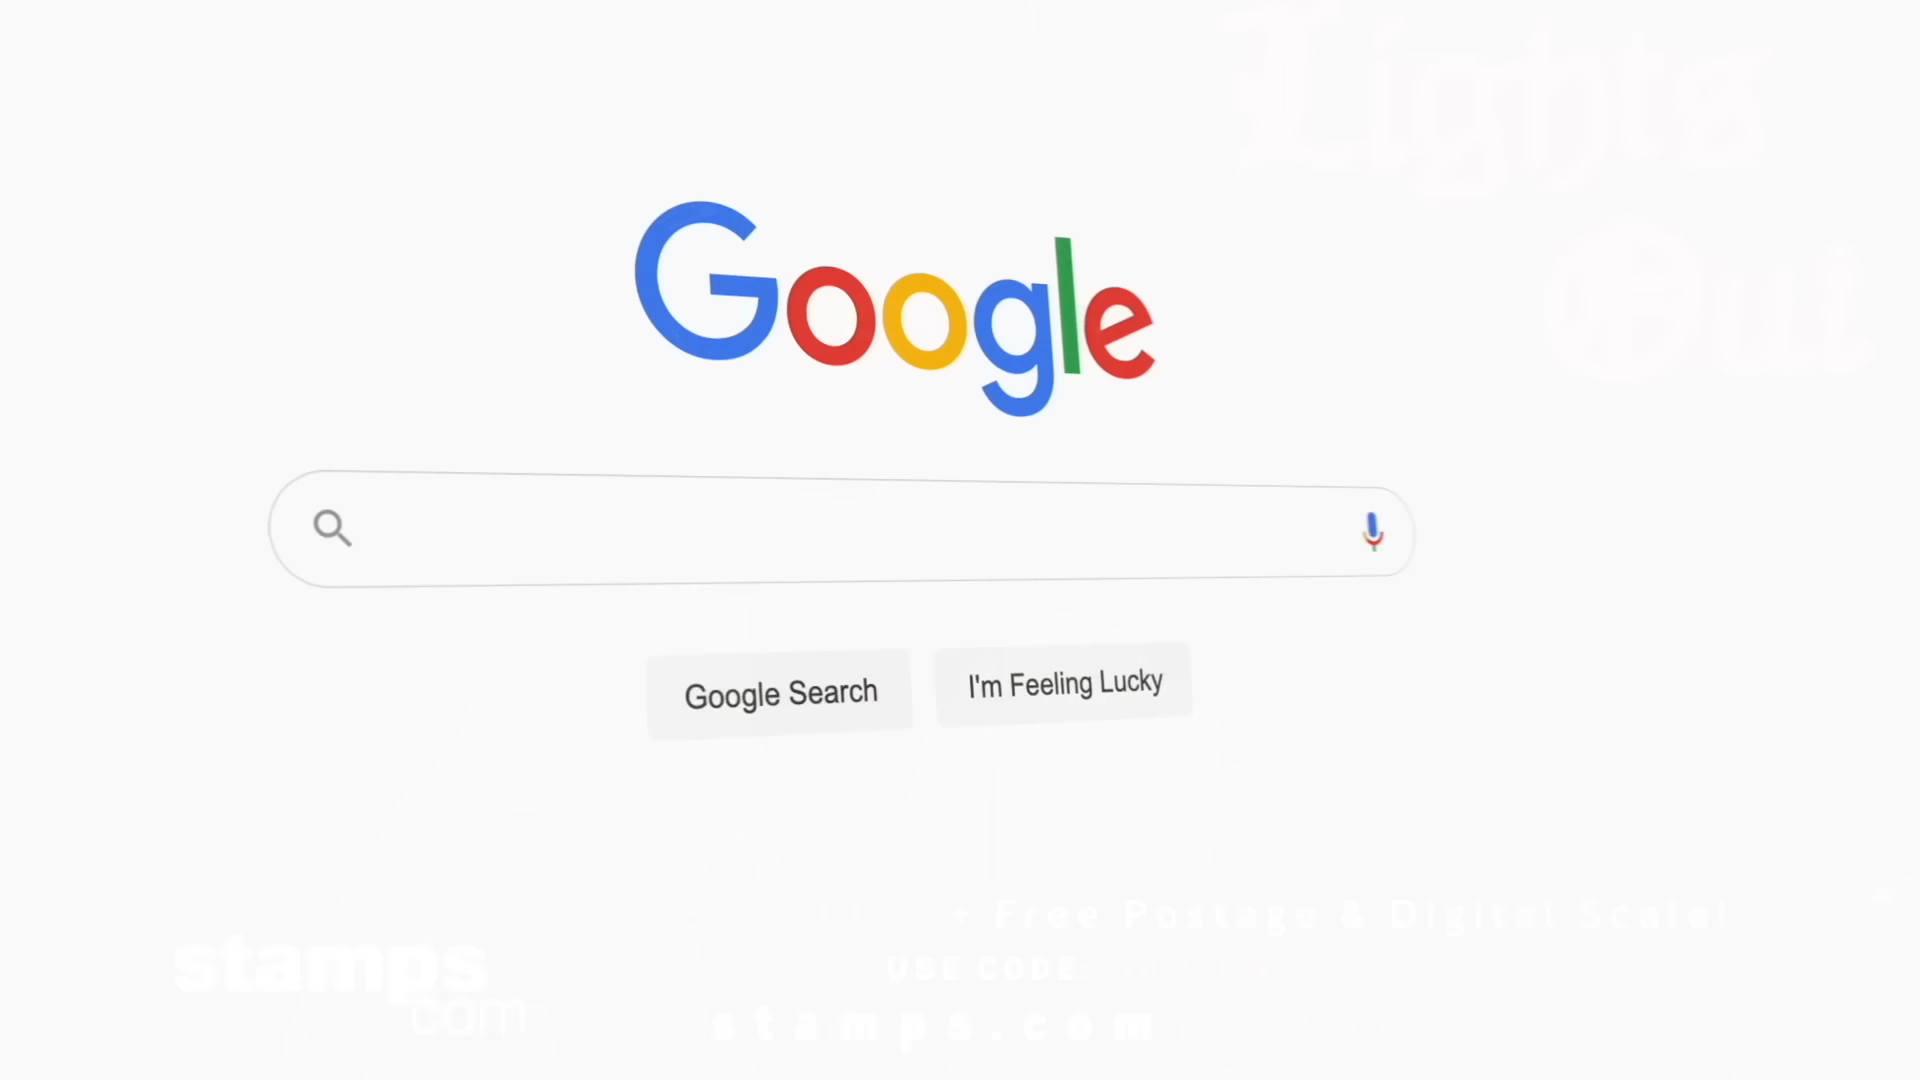 Lights
Out
Google
Google Search
I'm Feeling Lucky
+ Free Postage & Digital Scale!
stamps
.com
USE CODE:
stamps.com